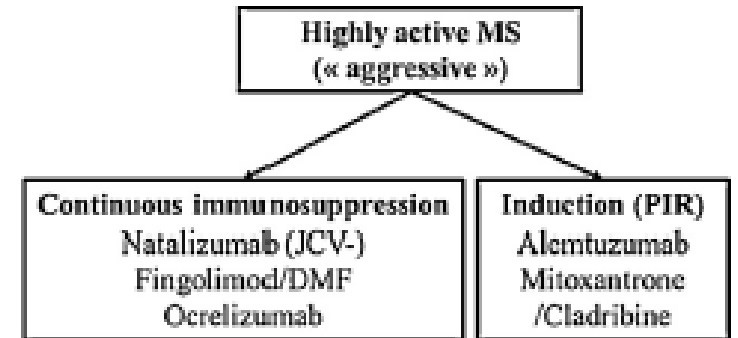 Highly active MS
(« aggressive »)
Continuous immunosuppression
Natalizumab (JCV-)
Fingolimod/DMF
Ocrelizumab
Induction (PIR)
Alemtuzumab
Mitoxantrone
/Cladribine